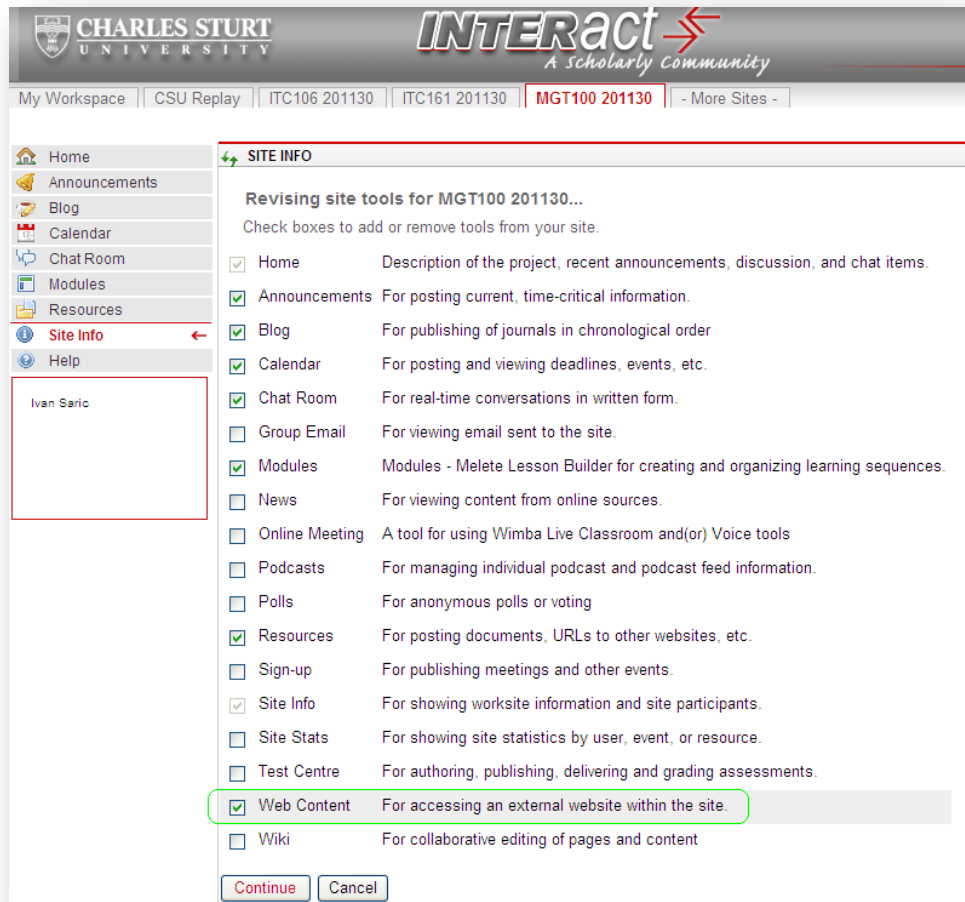 CHARLES STURT
UNIVERSITY
INTERact
A Scholarly Community
My Workspace CSU Replay ITC106 201130 ITC161 201130 MGT100 201130 - More Sites -
Home
Announcements
Blog
Calendar
Chat Room
Modules
Resources
Site Info
Help
Ivan Saric
SITE INFO
Revising site tools for MGT100 201130...
Check boxes to add or remove tools from your site.
Home Description of the project, recent announcements, discussion, and chat items.
Announcements For posting current, time-critical information.
Blog For publishing of journals in chronological order
Calendar For posting and viewing deadlines, events, etc.
Chat Room For real-time conversations in written form.
Group Email For viewing email sent to the site.
Modules Modules - Melete Lesson Builder for creating and organizing learning sequences.
News For viewing content from online sources.
Online Meeting A tool for using Wimba Live Classroom and(or) Voice tools
Podcasts For managing individual podcast and podcast feed information.
Polls For anonymous polls or voting
Resources For posting documents, URLs to other websites, etc.
Sign-up For publishing meetings and other events.
Site Info For showing worksite information and site participants.
Site Stats For showing site statistics by user, event, or resource.
Test Centre For authoring, publishing, delivering and grading assessments.
Web Content For accessing an external website within the site.
Wiki For collaborative editing of pages and content
Continue Cancel